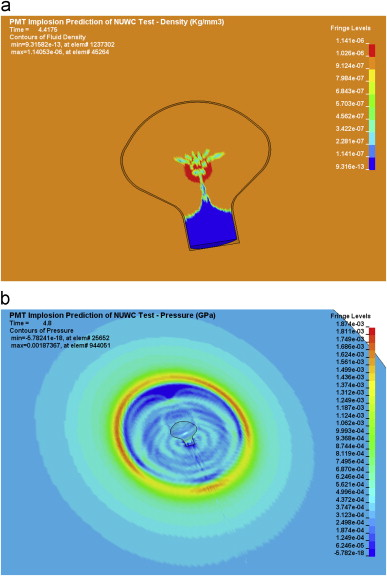 a
PMT Implosion Prediction of NUWC Test - Density (Kg/mm3)
Time = 4.4175
Contours of Fluid Density
min=9.31582e-13, at elem# 1237302
max=1.14053e-06, at elem# 45264
Fringe Levels
1.141e-06
1.026e-06
9.124e-07
7.984e-07
6.843e-07
5.703e-07
4.562e-07
3.422e-07
2.281e-07
1.141e-07
9.316e-13
b
PMT Implosion Prediction of NUWC Test - Pressure (GPa)
Time = 4.8
Contours of Pressure
min=-5.78241e-18, at elem# 25652
max=0.00187367, at elem# 944051
Fringe Levels
1.874e-03
1.811e-03
1.749e-03
1.686e-03
1.624e-03
1.561e-03
1.499e-03
1.436e-03
1.374e-03
1.312e-03
1.249e-03
1.187e-03
1.124e-03
1.062e-03
9.993e-04
9.368e-04
8.744e-04
8.119e-04
7.495e-04
6.870e-04
6.246e-04
5.621e-04
4.996e-04
4.372e-04
3.747e-04
3.123e-04
2.498e-04
1.874e-04
1.249e-04
6.246e-05
-5.782e-18